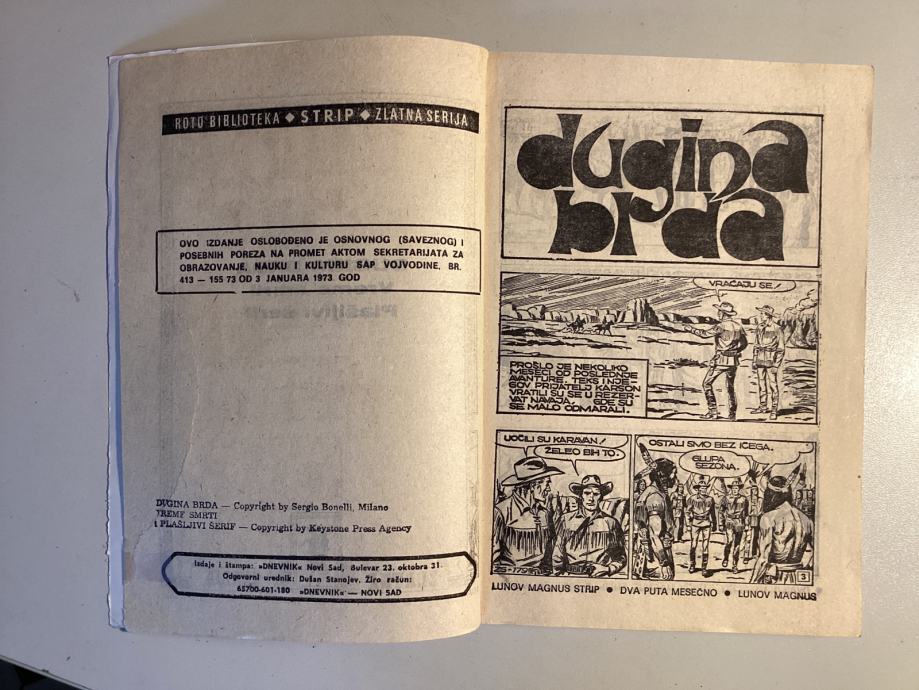 ROTO BIBLIOTEKA ◆ STRIP ◆ ZLATNA SERIJA
OVO IZDANJE OSLOBOĐENO JE OSNOVNOG (SAVEZNOG) I
POSEBNIH POREZA NA PROMET AKTOM SEKRETARIJATA ZA
OBRAZOVANJE, NAUKU I KULTURU SAP VOJVODINE, BR.
413 — 155 73 OD 3 JANUARA 1973 GOD
DUGINA BRDA — Copyright by Sergio Bonelli, Milano
VREME SMRTI
I PLAŠLJIVI ŠERIF — Copyright by Keystone Press Agency
Izdaje i štampa: »DNEVNIK« Novi Sad, Bulevar 23. oktobra 31.
Odgovorni urednik: Dušan Stanojev, Žiro račun:
65700-601-180 »DNEVNIK« — NOVI SAD
dugina
brda
VRAĆAJU SE!
PROŠLO JE NEKOLIKO
MESECI OD POSLEDNJE
AVANTURE. TEKS I NJE-
GOV PRIJATELJ KARSON
VRATILI SU SE U REZER-
VAT NAVAJA, GDE SU
SE MALO ODMARALI.
UOČILI SU KARAVAN!
ŽELEO BIH TO.
OSTALI SMO BEZ IČEGA.
GLUPA
SEZONA.
3
LUNOV MAGNUS STRIP ● DVA PUTA MESEČNO ● LUNOV MAGNUS